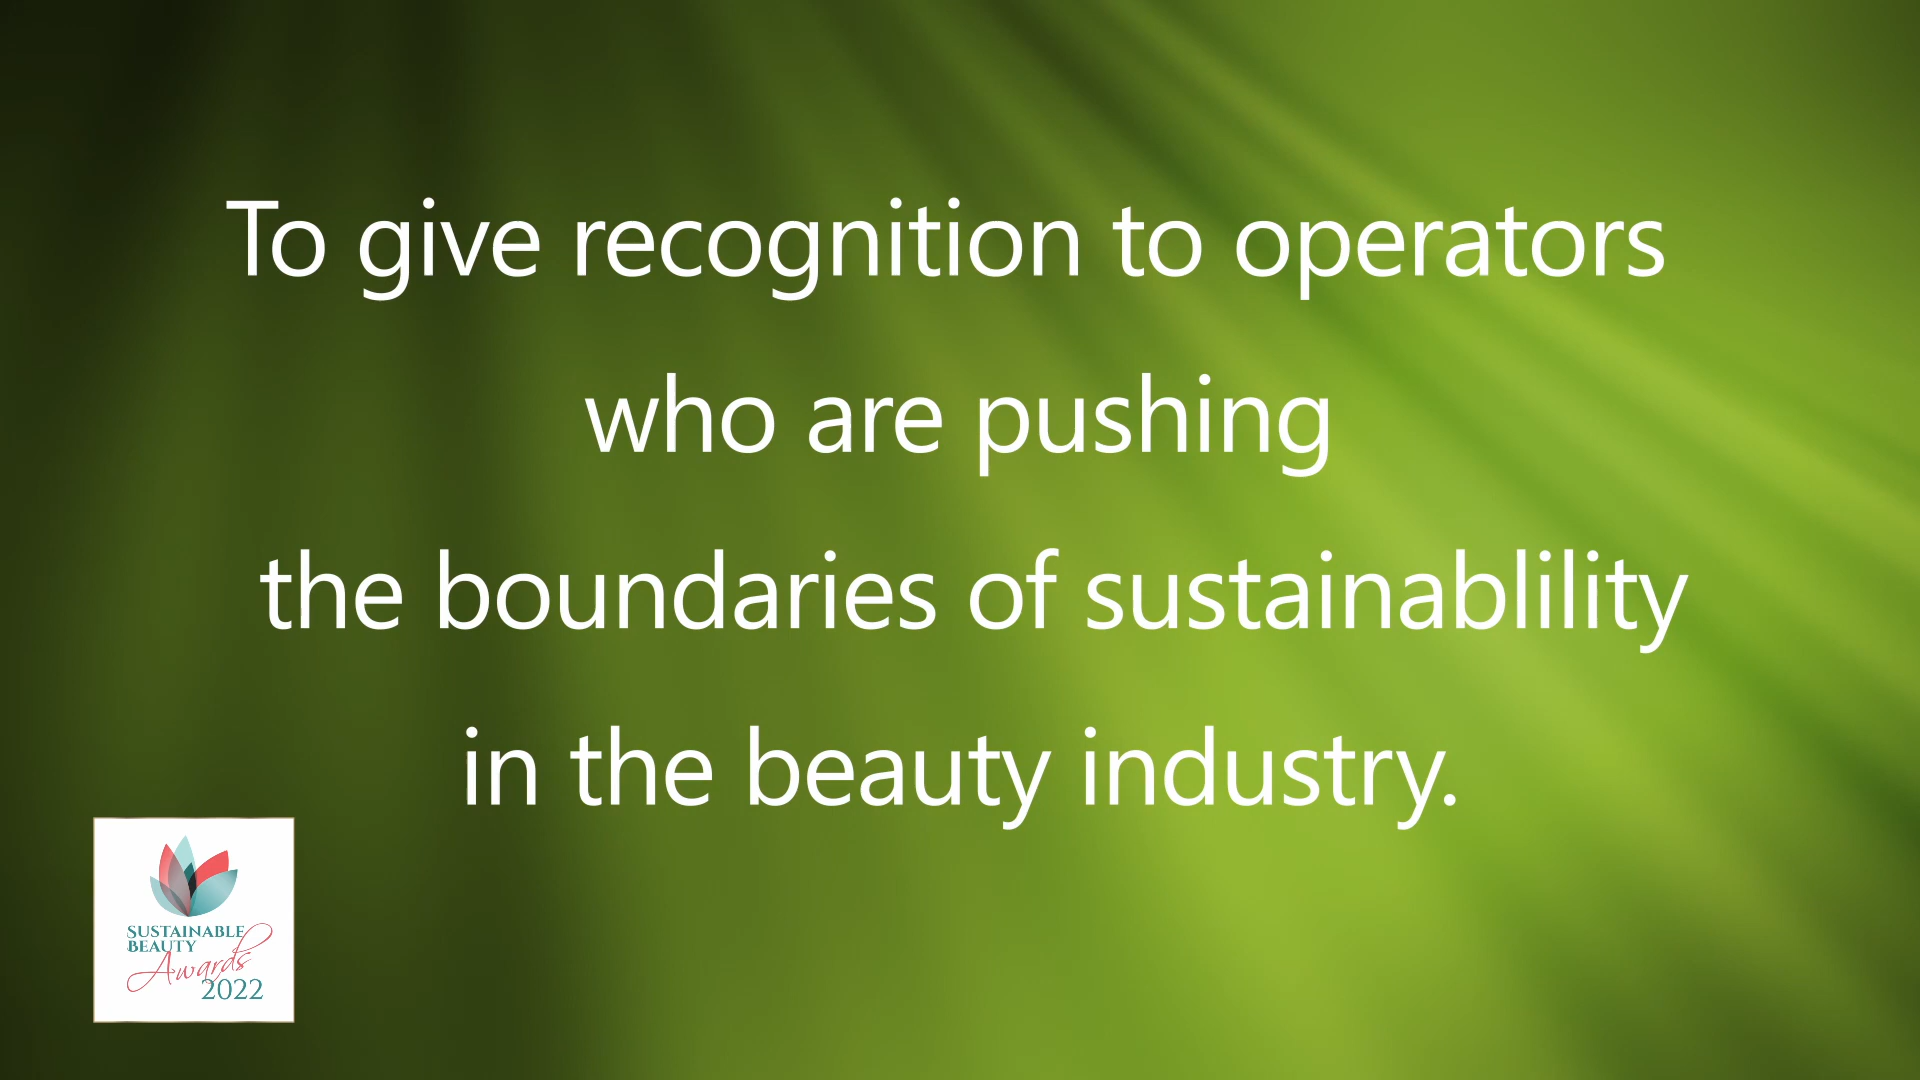 To give recognition to operators
who are pushing
the boundaries of sustainablility
in the beauty industry.
SUSTAINABLE
BEAUTY
Awards
2022